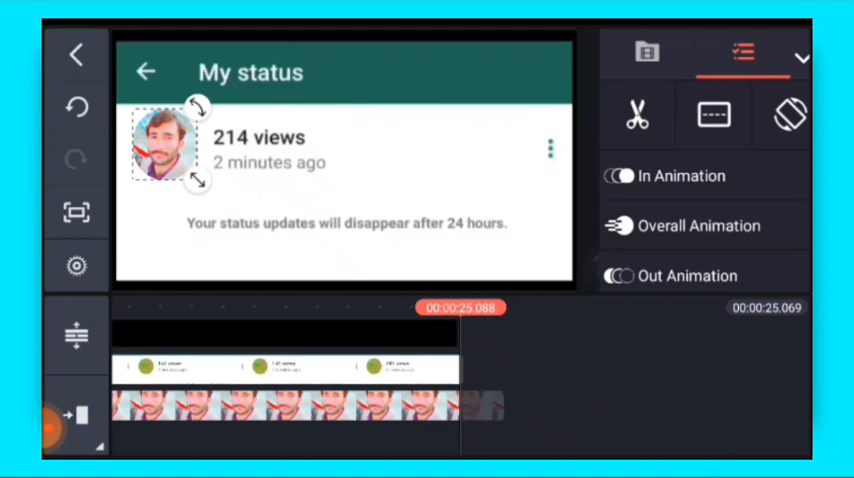 My status
214 views
2 minutes ago
Your status updates will disappear after 24 hours.
In Animation
Overall Animation
Out Animation
00:00:25.088
00:00:25.069